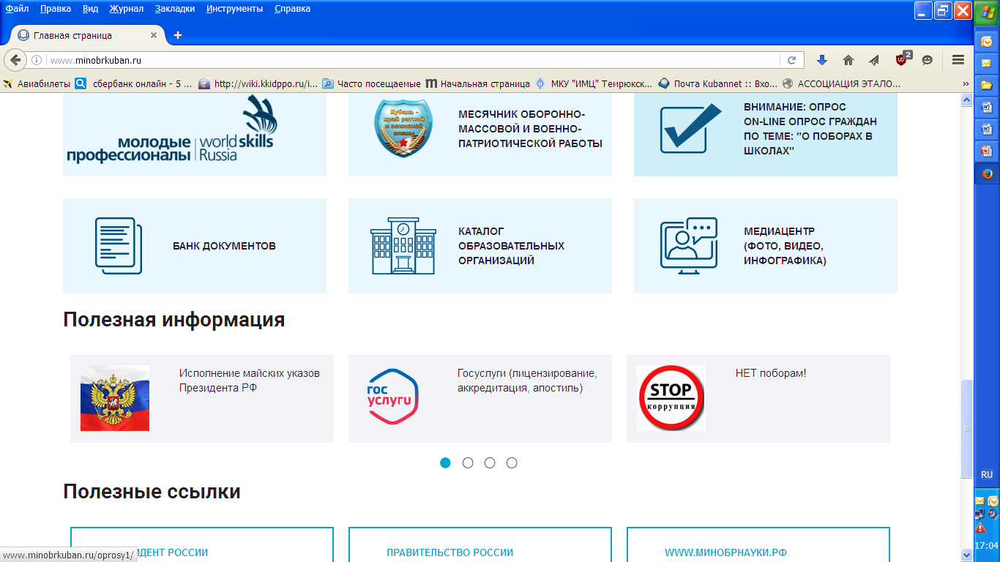 Файл Правка Вид Журнал Закладки Инструменты Справка
Главная страница
www.minobrkuban.ru
2
Авиабилеты
сбербанк онлайн - 5 ...
http://wiki.kkidppo.ru/i...
Часто посещаемые
Начальная страница
МКУ "ИМЦ" Темрюкск...
Почта Kubannet :: Вхо...
АССОЦИАЦИЯ ЭТАЛО...
»
молодые
профессионалы
world skills
Russia
Кубань -
край ратной
и воинской
славы
МЕСЯЧНИК ОБОРОННО-
МАССОВОЙ И ВОЕННО-
ПАТРИОТИЧЕСКОЙ РАБОТЫ
ВНИМАНИЕ: ОПРОС
ON-LINE ОПРОС ГРАЖДАН
ПО ТЕМЕ: "О ПОБОРАХ В
ШКОЛАХ"
БАНК ДОКУМЕНТОВ
КАТАЛОГ
ОБРАЗОВАТЕЛЬНЫХ
ОРГАНИЗАЦИЙ
МЕДИАЦЕНТР
(ФОТО, ВИДЕО,
ИНФОГРАФИКА)
Полезная информация
Исполнение майских указов
Президента РФ
гос
услуги
Госуслуги (лицензирование,
аккредитация, апостиль)
STOP
коррупция
НЕТ поборам!
Полезные ссылки
ИДЕНТ РОССИИ
ПРАВИТЕЛЬСТВО РОССИИ
WWW.МИНОБРНАУКИ.РФ
www.minobrkuban.ru/oprosy1/
RU
17:04